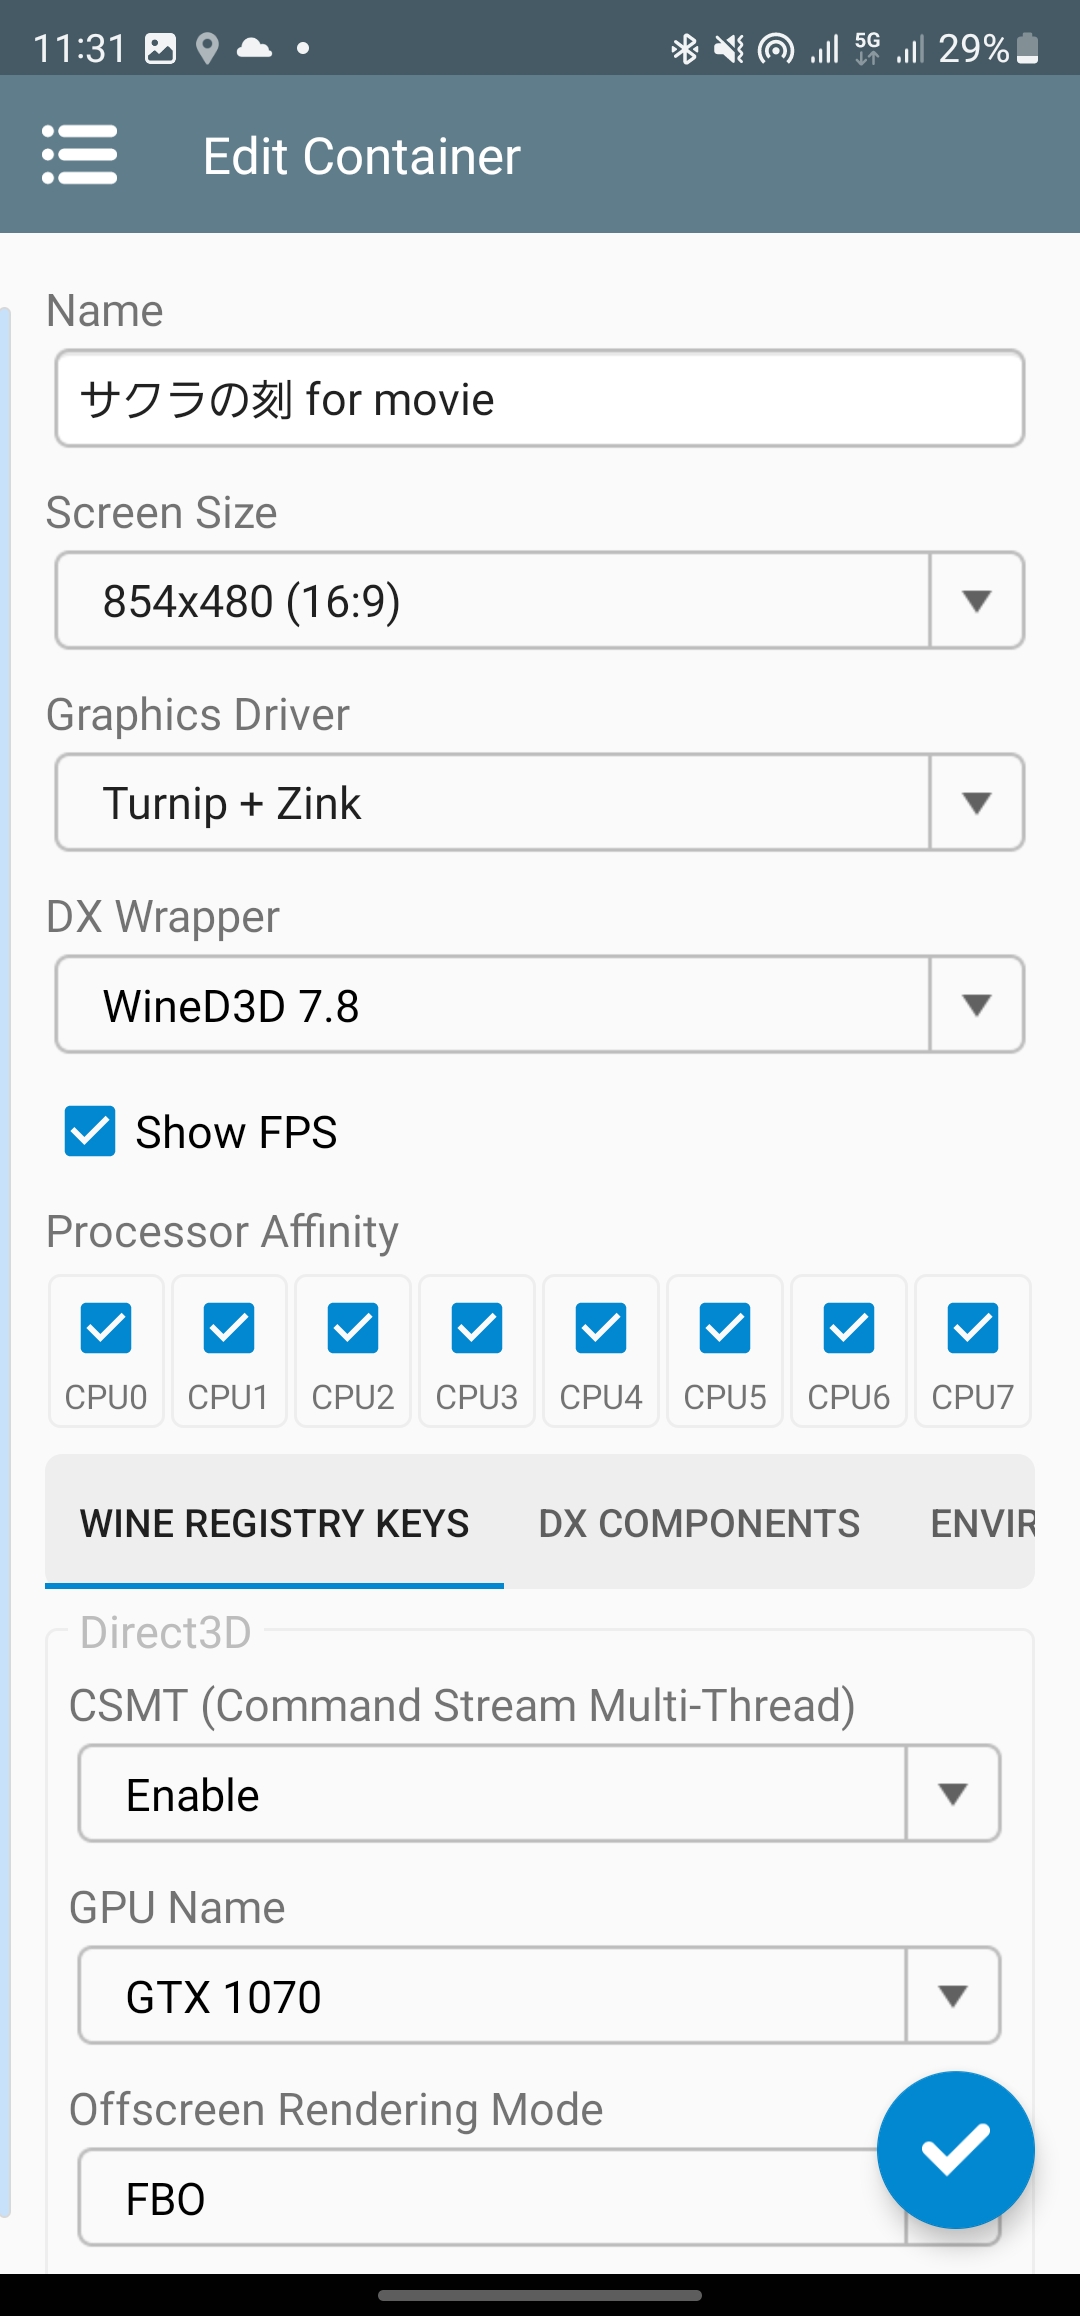 11:31 5G 29%
Edit Container
Name
サクラの刻 for movie
Screen Size
854x480 (16:9)
Graphics Driver
Turnip + Zink
DX Wrapper
WineD3D 7.8
Show FPS
Processor Affinity
CPU0 CPU1 CPU2 CPU3 CPU4 CPU5 CPU6 CPU7
WINE REGISTRY KEYS DX COMPONENTS ENVIR
Direct3D
CSMT (Command Stream Multi-Thread)
Enable
GPU Name
GTX 1070
Offscreen Rendering Mode
FBO